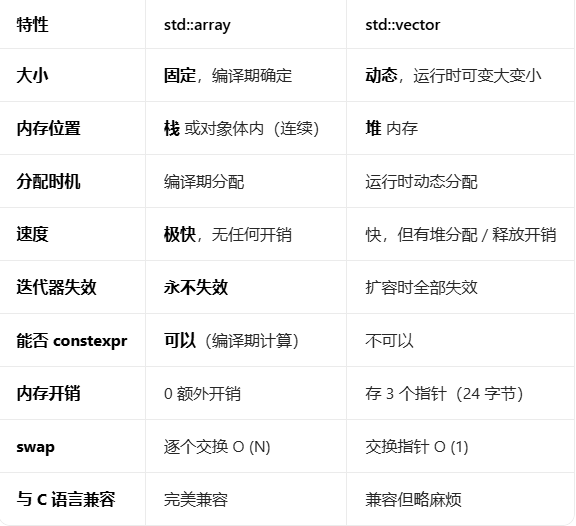 特性 std::array std::vector
大小 固定，编译期确定 动态，运行时可变大变小
内存位置 栈 或对象体内（连续） 堆 内存
分配时机 编译期分配 运行时动态分配
速度 极快，无任何开销 快，但有堆分配 / 释放开销
迭代器失效 永不失效 扩容时全部失效
能否 constexpr 可以（编译期计算） 不可以
内存开销 0 额外开销 存 3 个指针（24 字节）
swap 逐个交换 O (N) 交换指针 O (1)
与 C 语言兼容 完美兼容 兼容但略麻烦